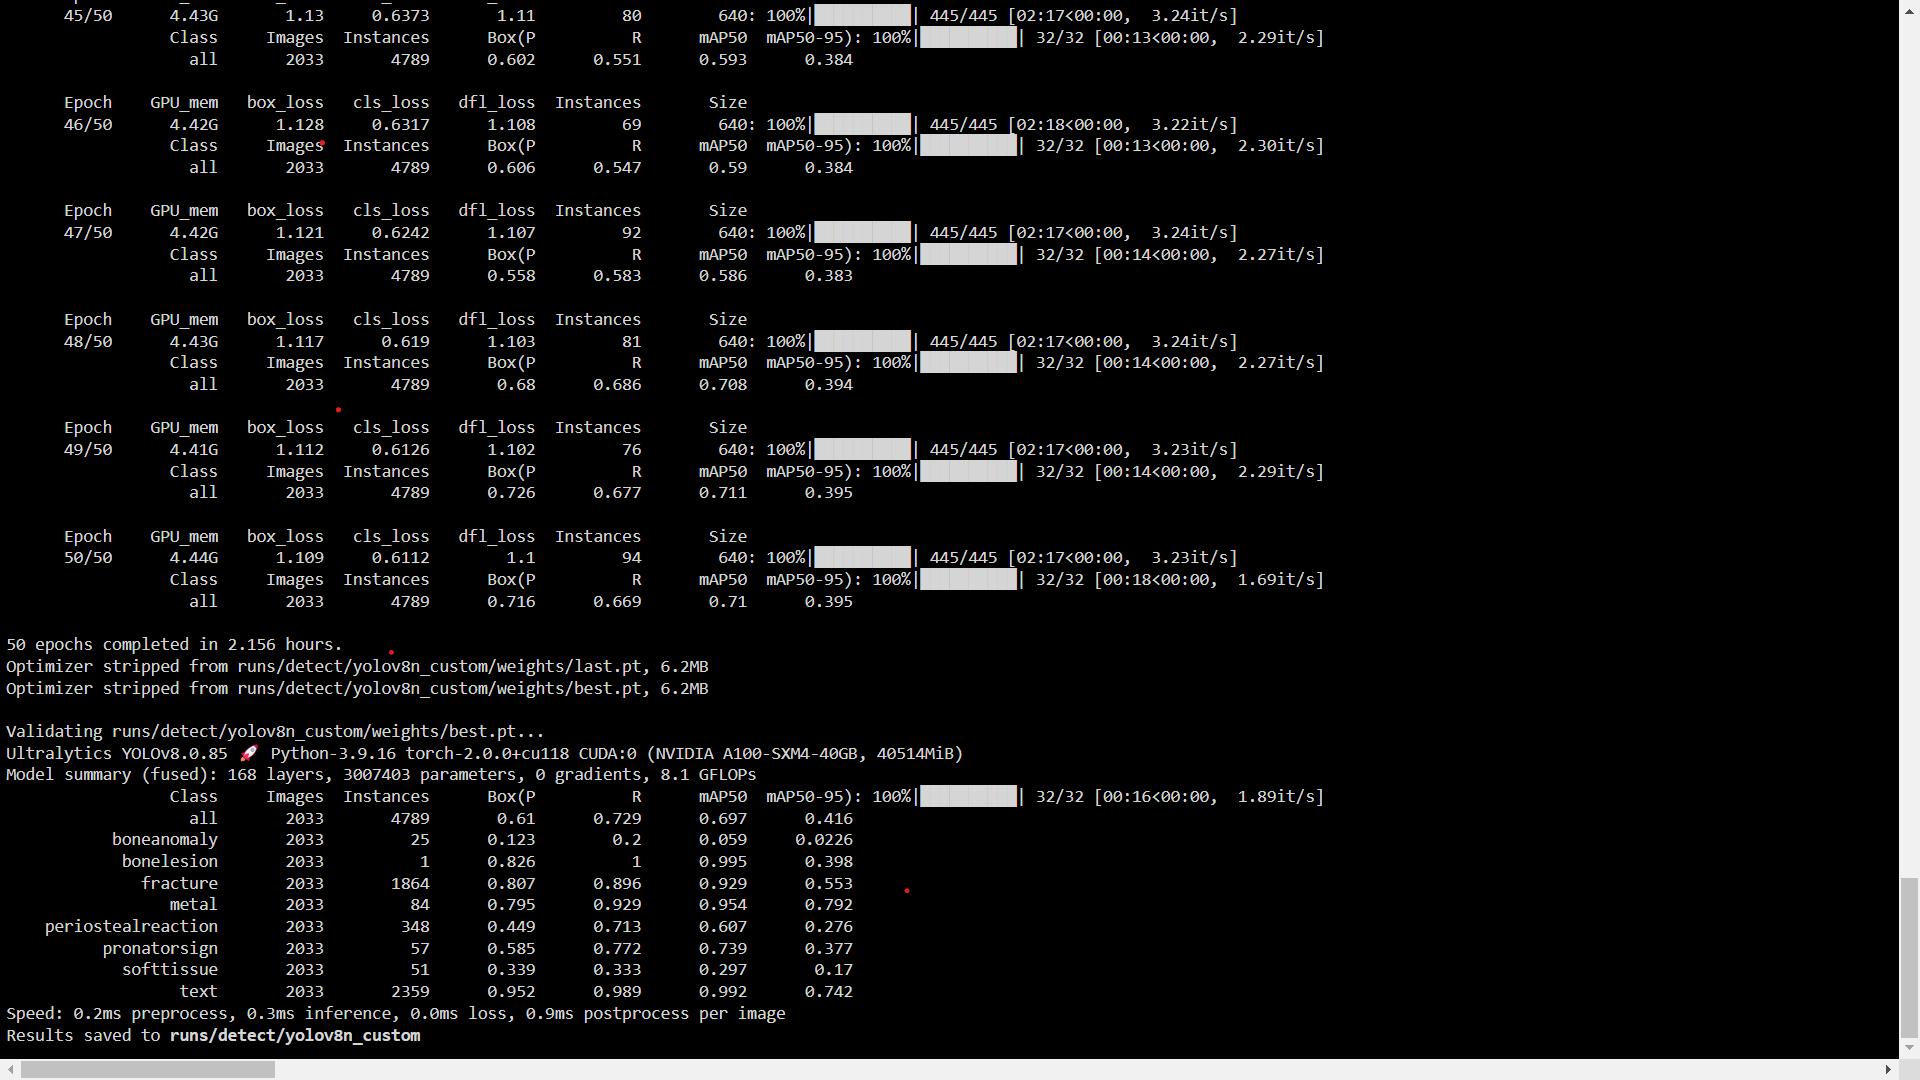 45/50 4.43G 1.13 0.6373 1.11 80 640: 100%|██████████| 445/445 [02:17<00:00, 3.24it/s]
Class Images Instances Box(P R mAP50 mAP50-95): 100%|██████████| 32/32 [00:13<00:00, 2.29it/s]
all 2033 4789 0.602 0.551 0.593 0.384
Epoch GPU_mem box_loss cls_loss dfl_loss Instances Size
46/50 4.42G 1.128 0.6317 1.108 69 640: 100%|██████████| 445/445 [02:18<00:00, 3.22it/s]
Class Images Instances Box(P R mAP50 mAP50-95): 100%|██████████| 32/32 [00:13<00:00, 2.30it/s]
all 2033 4789 0.606 0.547 0.59 0.384
Epoch GPU_mem box_loss cls_loss dfl_loss Instances Size
47/50 4.42G 1.121 0.6242 1.107 92 640: 100%|██████████| 445/445 [02:17<00:00, 3.24it/s]
Class Images Instances Box(P R mAP50 mAP50-95): 100%|██████████| 32/32 [00:14<00:00, 2.27it/s]
all 2033 4789 0.558 0.583 0.586 0.383
Epoch GPU_mem box_loss cls_loss dfl_loss Instances Size
48/50 4.43G 1.117 0.619 1.103 81 640: 100%|██████████| 445/445 [02:17<00:00, 3.24it/s]
Class Images Instances Box(P R mAP50 mAP50-95): 100%|██████████| 32/32 [00:14<00:00, 2.27it/s]
all 2033 4789 0.68 0.686 0.708 0.394
Epoch GPU_mem box_loss cls_loss dfl_loss Instances Size
49/50 4.41G 1.112 0.6126 1.102 76 640: 100%|██████████| 445/445 [02:17<00:00, 3.23it/s]
Class Images Instances Box(P R mAP50 mAP50-95): 100%|██████████| 32/32 [00:14<00:00, 2.29it/s]
all 2033 4789 0.726 0.677 0.711 0.395
Epoch GPU_mem box_loss cls_loss dfl_loss Instances Size
50/50 4.44G 1.109 0.6112 1.1 94 640: 100%|██████████| 445/445 [02:17<00:00, 3.23it/s]
Class Images Instances Box(P R mAP50 mAP50-95): 100%|██████████| 32/32 [00:18<00:00, 1.69it/s]
all 2033 4789 0.716 0.669 0.71 0.395
50 epochs completed in 2.156 hours.
Optimizer stripped from runs/detect/yolov8n_custom/weights/last.pt, 6.2MB
Optimizer stripped from runs/detect/yolov8n_custom/weights/best.pt, 6.2MB
Validating runs/detect/yolov8n_custom/weights/best.pt...
Ultralytics YOLOv8.0.85 🚀 Python-3.9.16 torch-2.0.0+cu118 CUDA:0 (NVIDIA A100-SXM4-40GB, 40514MiB)
Model summary (fused): 168 layers, 3007403 parameters, 0 gradients, 8.1 GFLOPs
Class Images Instances Box(P R mAP50 mAP50-95): 100%|██████████| 32/32 [00:16<00:00, 1.89it/s]
all 2033 4789 0.61 0.729 0.697 0.416
boneanomaly 2033 25 0.123 0.2 0.059 0.0226
bonelesion 2033 1 0.826 1 0.995 0.398
fracture 2033 1864 0.807 0.896 0.929 0.553
metal 2033 84 0.795 0.929 0.954 0.792
periostealreaction 2033 348 0.449 0.713 0.607 0.276
pronatorsign 2033 57 0.585 0.772 0.739 0.377
softtissue 2033 51 0.339 0.333 0.297 0.17
text 2033 2359 0.952 0.989 0.992 0.742
Speed: 0.2ms preprocess, 0.3ms inference, 0.0ms loss, 0.9ms postprocess per image
Results saved to runs/detect/yolov8n_custom